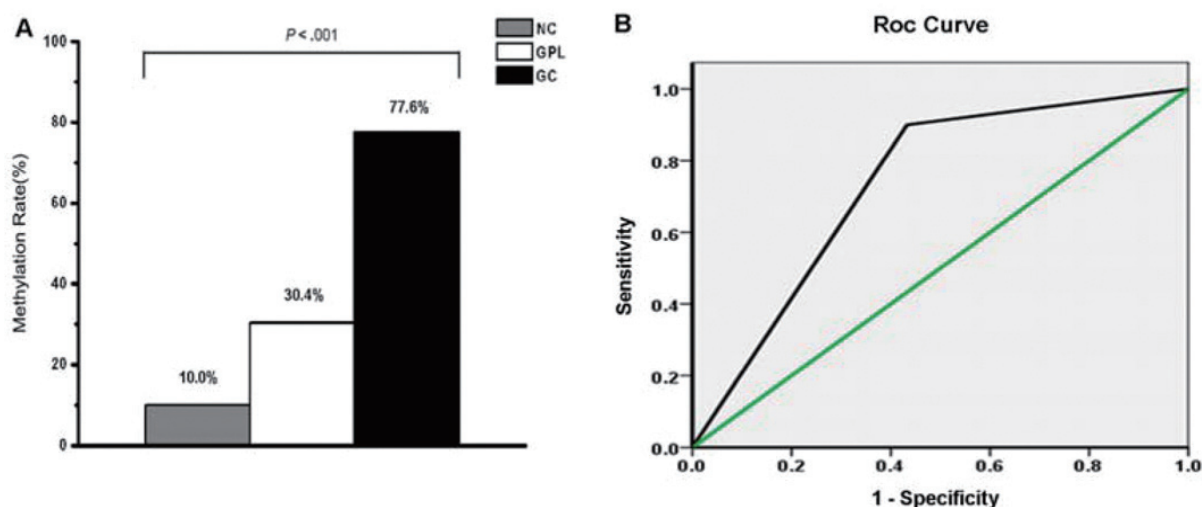 A
P < .001
NC
GPL
GC
Methylation Rate(%)
100
80
60
40
20
0
10.0%
30.4%
77.6%
B
Roc Curve
Sensitivity
1.0
0.8
0.6
0.4
0.2
0.0
0.0 0.2 0.4 0.6 0.8 1.0
1 - Specificity